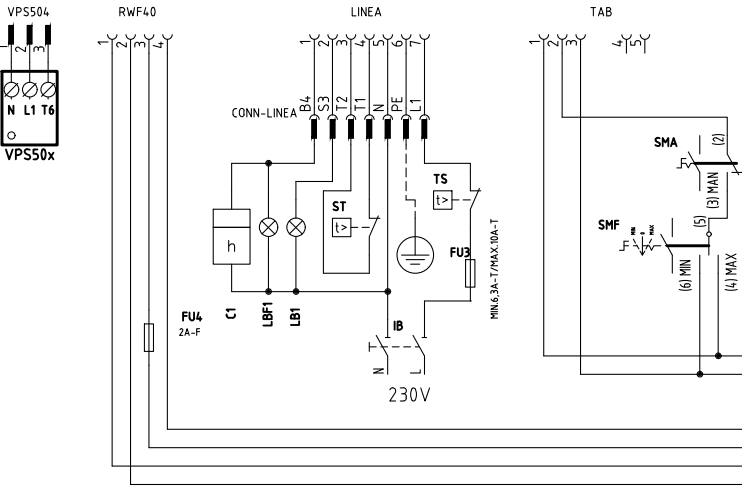 VPS504
1
2
3
N L1 T6
VPS50x
RWF40
1
2
3
4
LINEA
1
2
3
4
5
6
7
CONN-LINEA
B4
S3
T2
T1
N
PE
L1
TAB
1
2
3
4
5
SMA
(2)
(3) MAN
SMF
MIN
0
MAX
(5)
(6) MIN
(4) MAX
ST
t>
TS
t>
h
FU3
MIN.6,3A-T/MAX.10A-T
C1
LBF1
LB1
IB
FU4
2A-F
N
L
230V